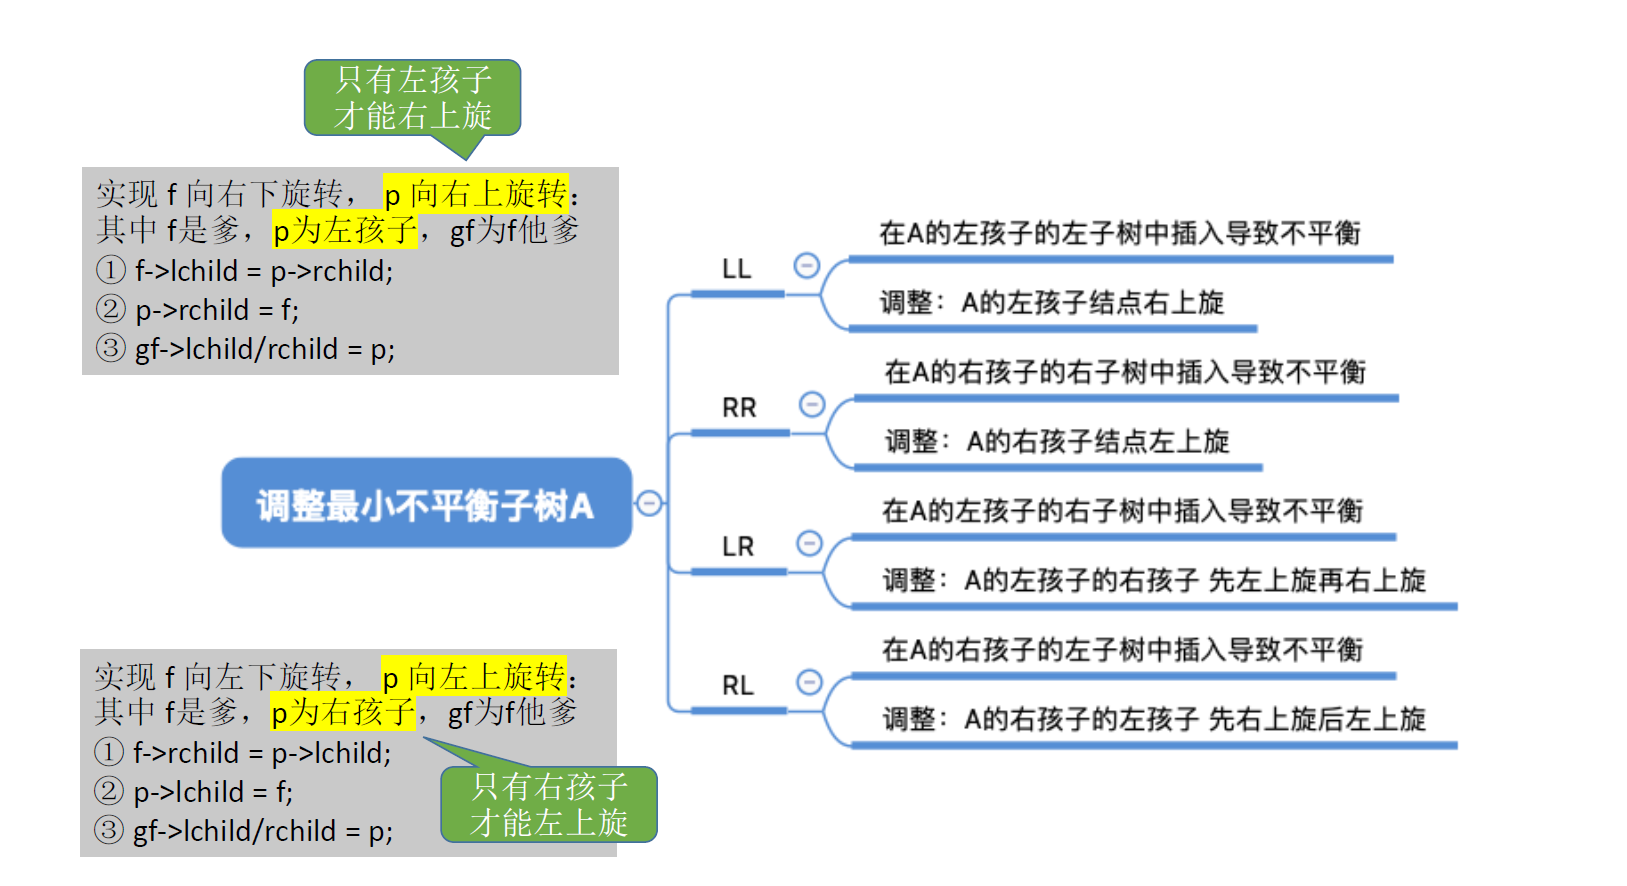 只有左孩子
才能右上旋
实现 f 向右下旋转， p 向右上旋转：
其中 f是爹，p为左孩子，gf为f他爹
① f->lchild = p->rchild;
② p->rchild = f;
③ gf->lchild/rchild = p;
调整最小不平衡子树A
LL
在A的左孩子的左子树中插入导致不平衡
调整：A的左孩子结点右上旋
RR
在A的右孩子的右子树中插入导致不平衡
调整：A的右孩子结点左上旋
LR
在A的左孩子的右子树中插入导致不平衡
调整：A的左孩子的右孩子 先左上旋再右上旋
RL
在A的右孩子的左子树中插入导致不平衡
调整：A的右孩子的左孩子 先右上旋后左上旋
实现 f 向左下旋转， p 向左上旋转：
其中 f是爹，p为右孩子，gf为f他爹
① f->rchild = p->lchild;
② p->lchild = f;
③ gf->lchild/rchild = p;
只有右孩子
才能左上旋